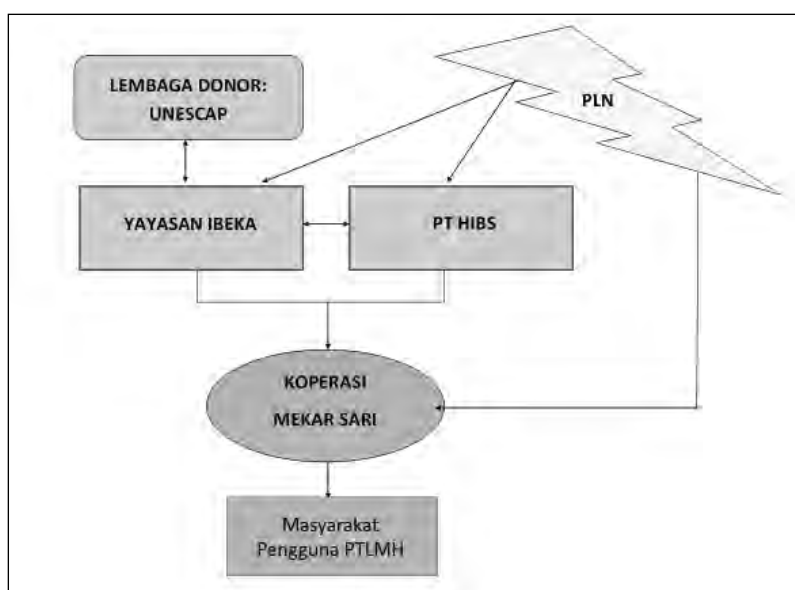 LEMBAGA DONOR:
UNESCAP
PLN
YAYASAN IBEKA
PT HIBS
KOPERASI
MEKAR SARI
Masyarakat
Pengguna PTLMH